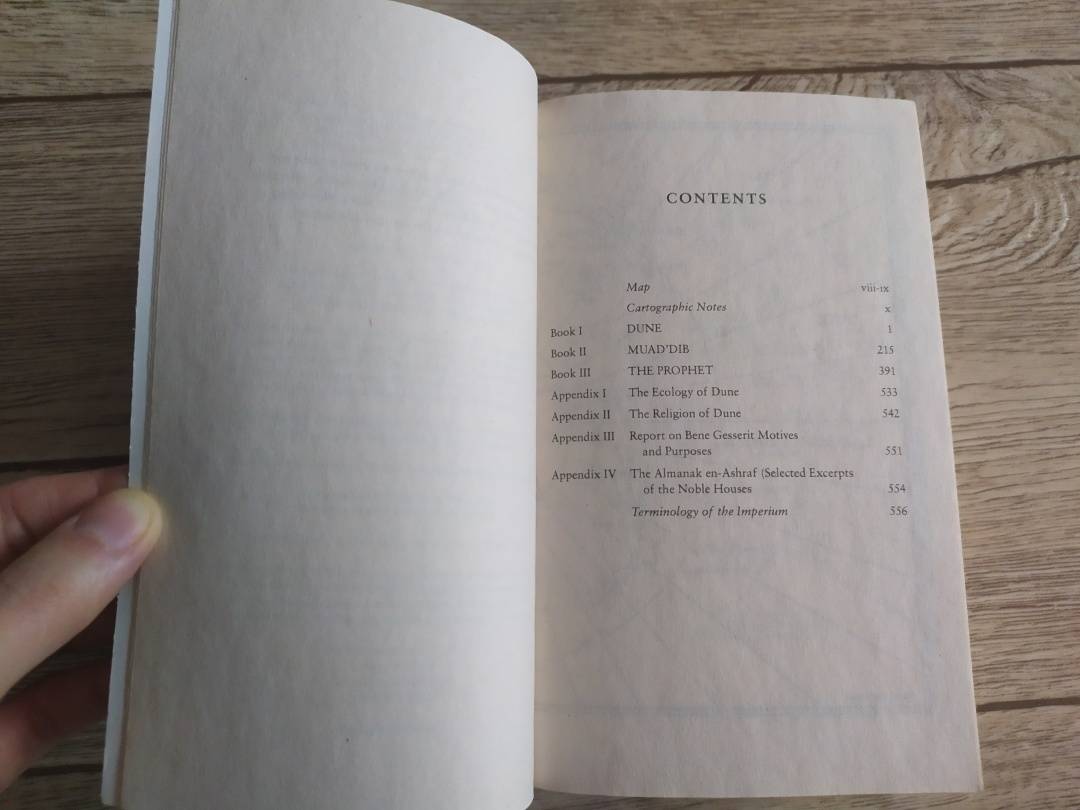 CONTENTS
Map viii-ix
Cartographic Notes x
Book I DUNE 1
Book II MUAD'DIB 215
Book III THE PROPHET 391
Appendix I The Ecology of Dune 533
Appendix II The Religion of Dune 542
Appendix III Report on Bene Gesserit Motives
and Purposes 551
Appendix IV The Almanak en-Ashraf (Selected Excerpts
of the Noble Houses 554
Terminology of the Imperium 556